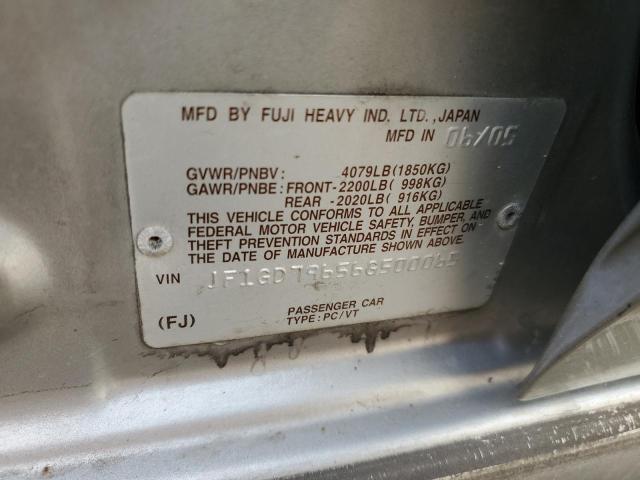 MFD BY FUJI HEAVY IND. LTD.,JAPAN
MFD IN 06/05
GVWR/PNBV: 4079LB(1850KG)
GAWR/PNBE:FRONT-2200LB( 998KG)
REAR -2020LB( 916KG)
THIS VEHICLE CONFORMS TO ALL APPLICABLE
FEDERAL MOTOR VEHICLE SAFETY, BUMPER, AND
THEFT PREVENTION STANDARDS IN EFFECT ON
THE DATE OF MANUFACTURE SHOWN ABOVE.
VIN JF1GD79656G500065
PASSENGER CAR
(FJ) TYPE:PC/VT